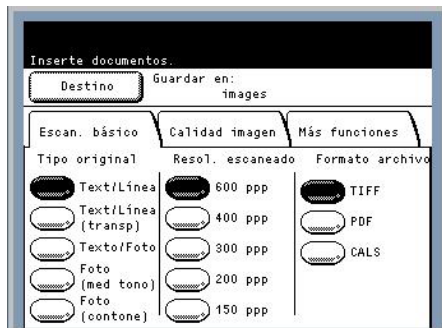 Inserte documentos.
Destino
Guardar en:
images
Escan. básico
Calidad imagen
Más funciones
Tipo original
Text/Línea
Text/Línea
(transp)
Texto/Foto
Foto
(med tono)
Foto
(contone)
Resol. escaneado
600 ppp
400 ppp
300 ppp
200 ppp
150 ppp
Formato archivo
TIFF
PDF
CALS